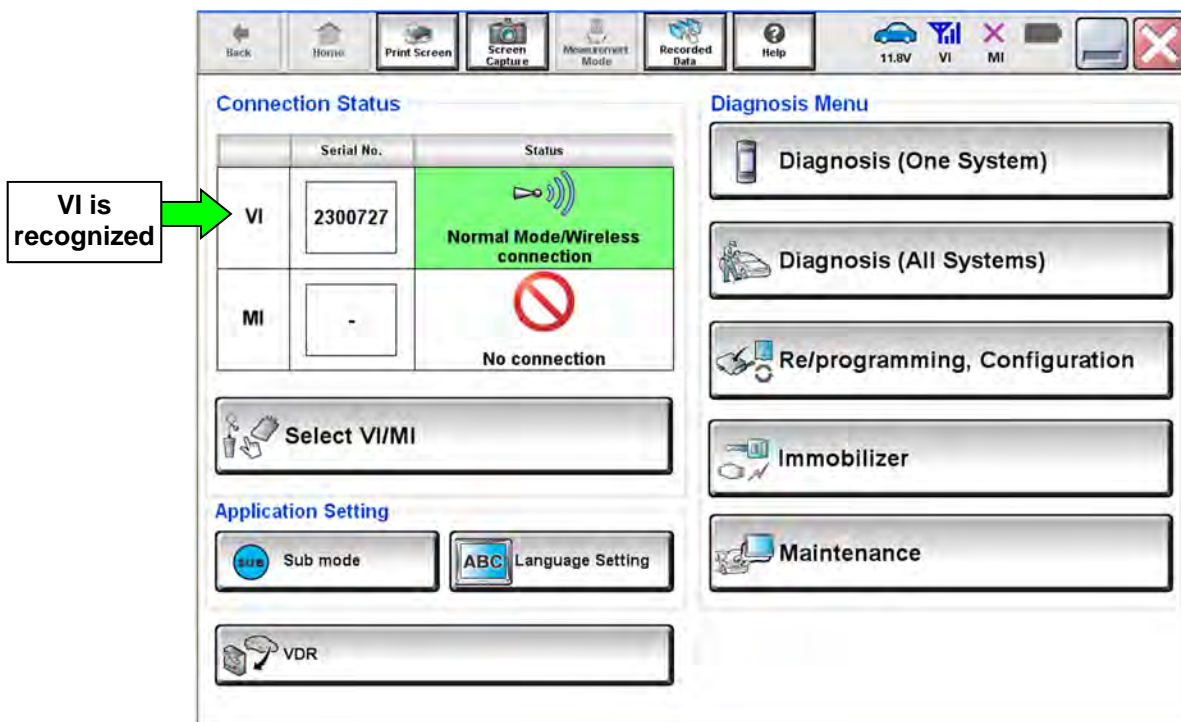 Back
Home
Print Screen
Screen
Capture
Measurement
Mode
Recorded
Data
?
Help
11.8V
VI
MI
Connection Status
Serial No.
Status
VI
2300727
Normal Mode/Wireless
connection
MI
-
No connection
Select VI/MI
Application Setting
SUB
Sub mode
ABC
Language Setting
VDR
Diagnosis Menu
Diagnosis (One System)
Diagnosis (All Systems)
Re/programming, Configuration
Immobilizer
Maintenance
VI is
recognized